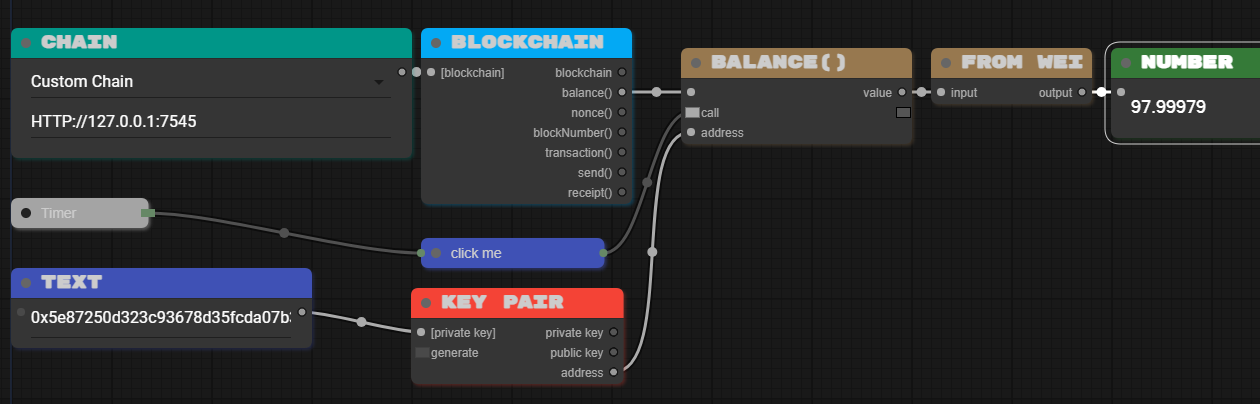 CHAIN
Custom Chain
HTTP://127.0.0.1:7545
BLOCKCHAIN
[blockchain] blockchain
balance()
nonce()
blockNumber()
transaction()
send()
receipt()
BALANCE()
value
call
address
FROM WEI
input output
NUMBER
97.99979
Timer
click me
TEXT
0x5e87250d323c93678d35fcda07b
KEY PAIR
[private key] private key
generate public key
address